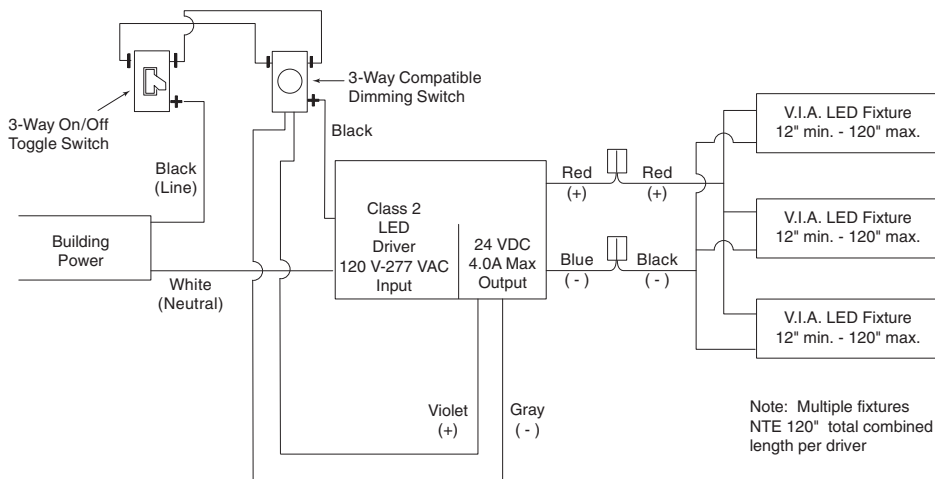 3-Way On/Off
Toggle Switch
3-Way Compatible
Dimming Switch
Black
Black
(Line)
Building
Power
White
(Neutral)
Class 2
LED
Driver
120 V-277 VAC
Input
24 VDC
4.0A Max
Output
Red
(+)
Red
(+)
Blue
( - )
Black
( - )
Violet
(+)
Gray
( - )
V.I.A. LED Fixture
12" min. - 120" max.
V.I.A. LED Fixture
12" min. - 120" max.
V.I.A. LED Fixture
12" min. - 120" max.
Note:  Multiple fixtures
NTE 120"  total combined
length per driver